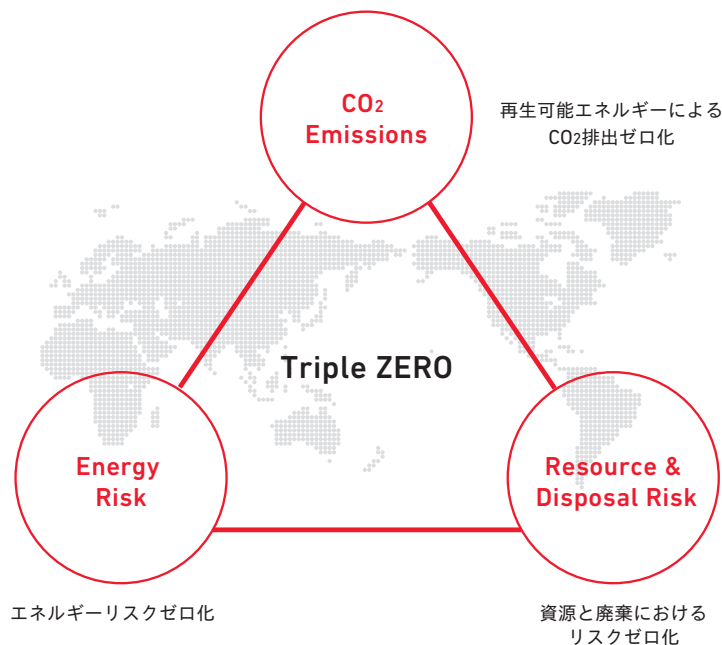 CO2
Emissions
再生可能エネルギーによる
CO2排出ゼロ化
Triple ZERO
Energy
Risk
Resource &
Disposal Risk
エネルギーリスクゼロ化
資源と廃棄における
リスクゼロ化